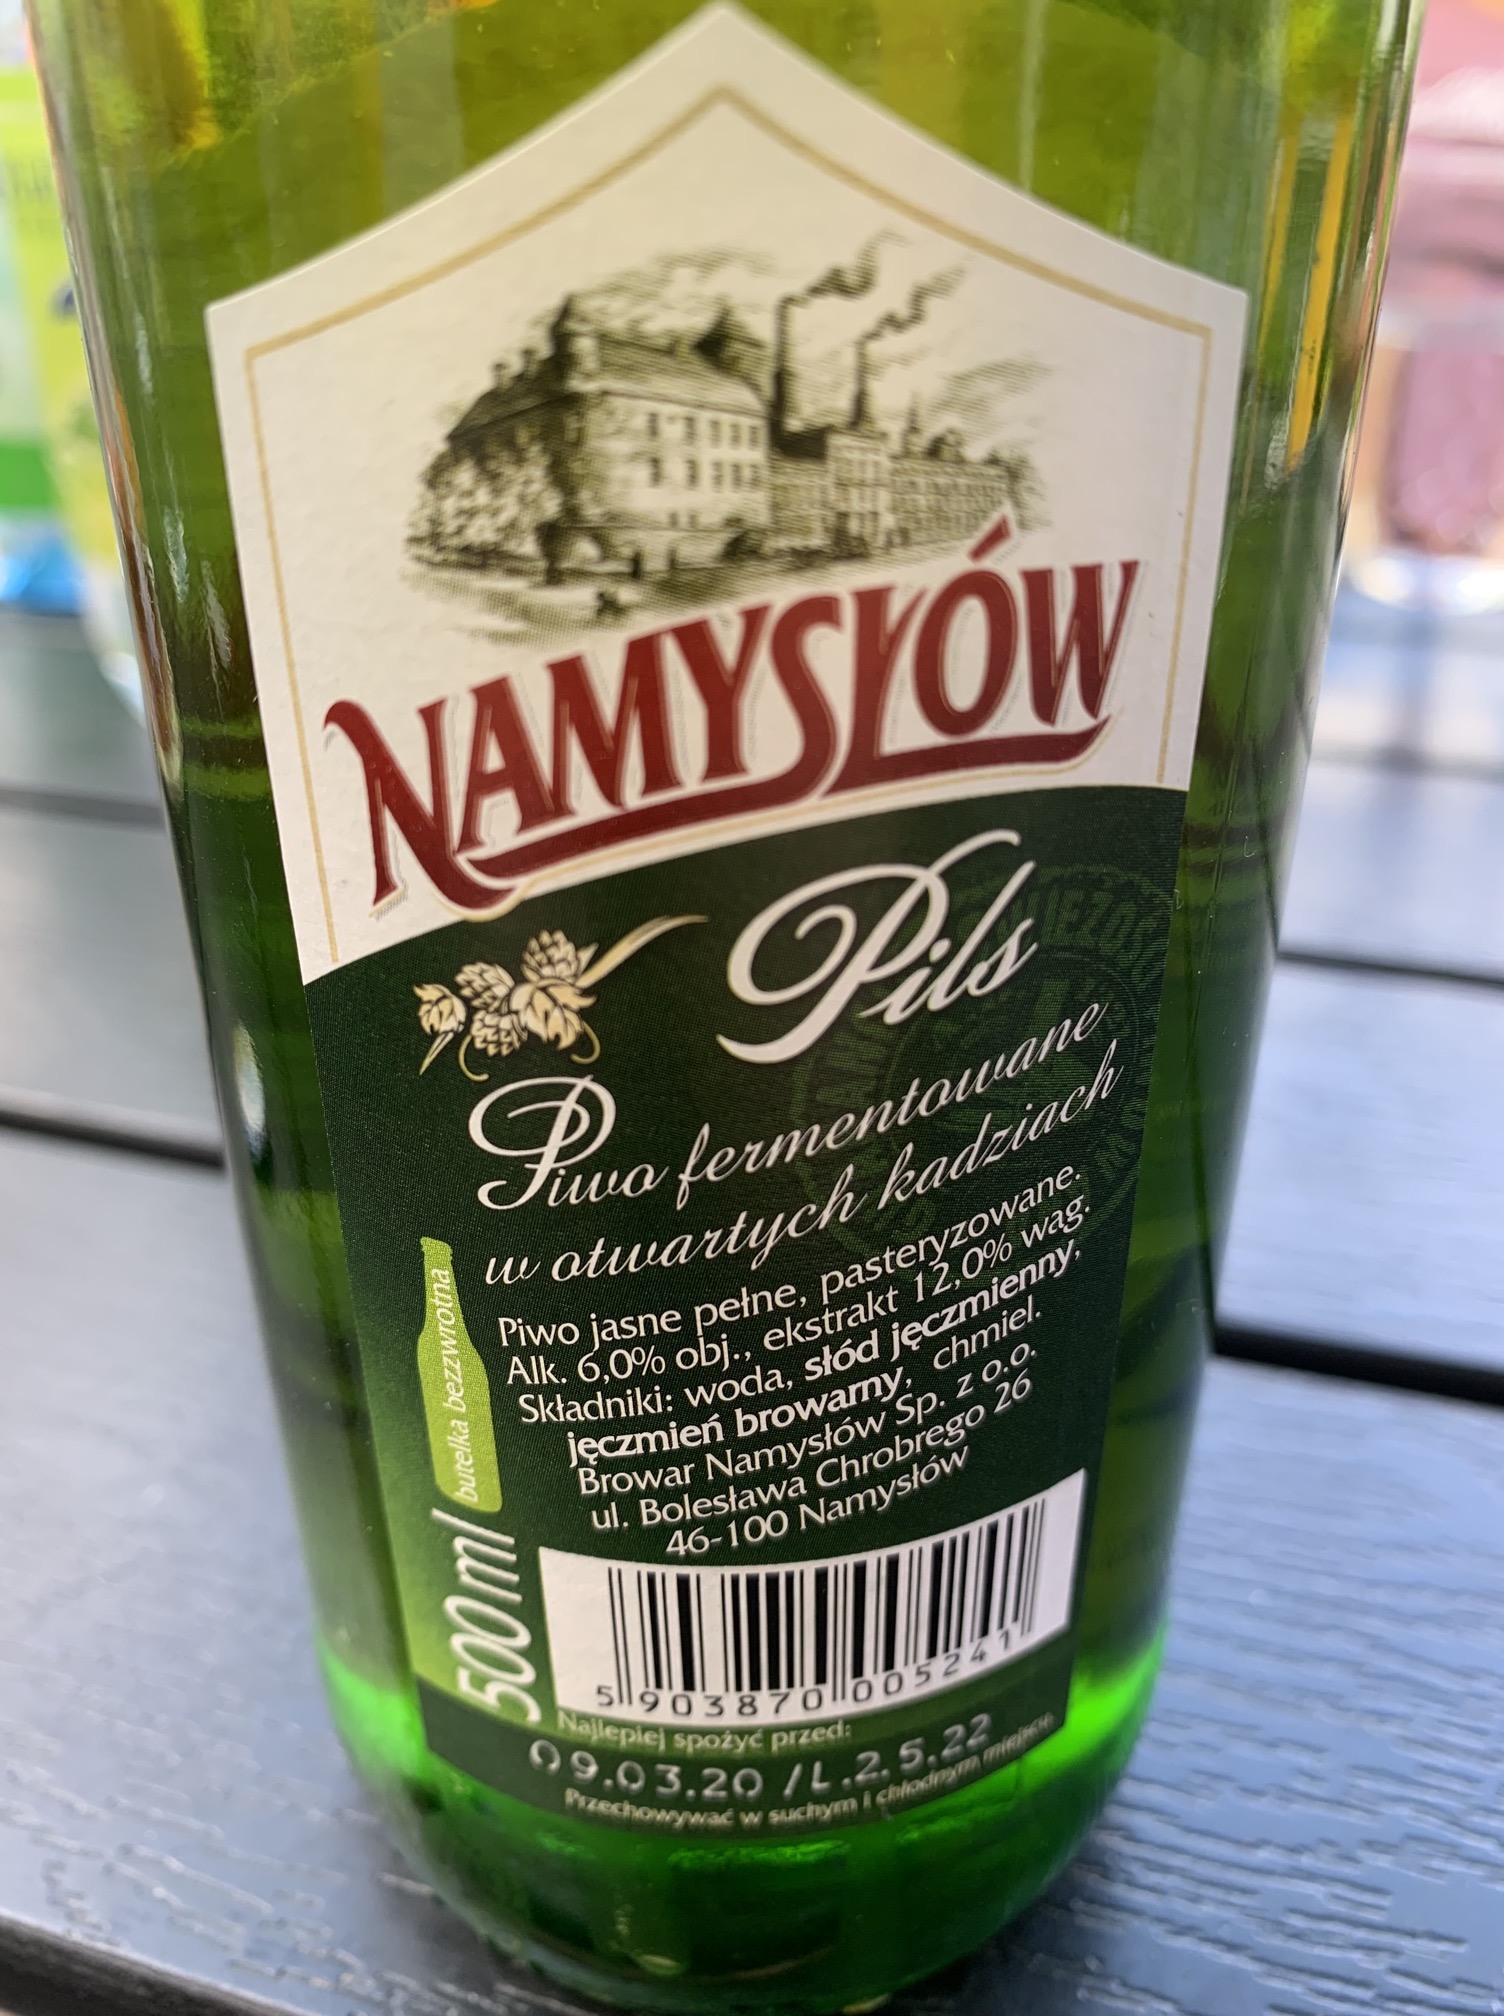 NAMYSŁÓW
Pils
Piwo fermentowane
w otwartych kadziach
Piwo jasne pełne, pasteryzowane.
Alk. 6,0% obj., ekstrakt 12,0% wag.
Składniki: woda, słód jęczmienny,
jęczmień browarny, chmiel.
Browar Namysłów Sp. z o.o.
ul. Bolesława Chrobrego 26
46-100 Namysłów
butelka bezzwrotna
500ml
5 903870 005241
Najlepiej spożyć przed:
09.03.20 /L.2.5.22
Przechowywać w suchym i chłodnym miejscu.